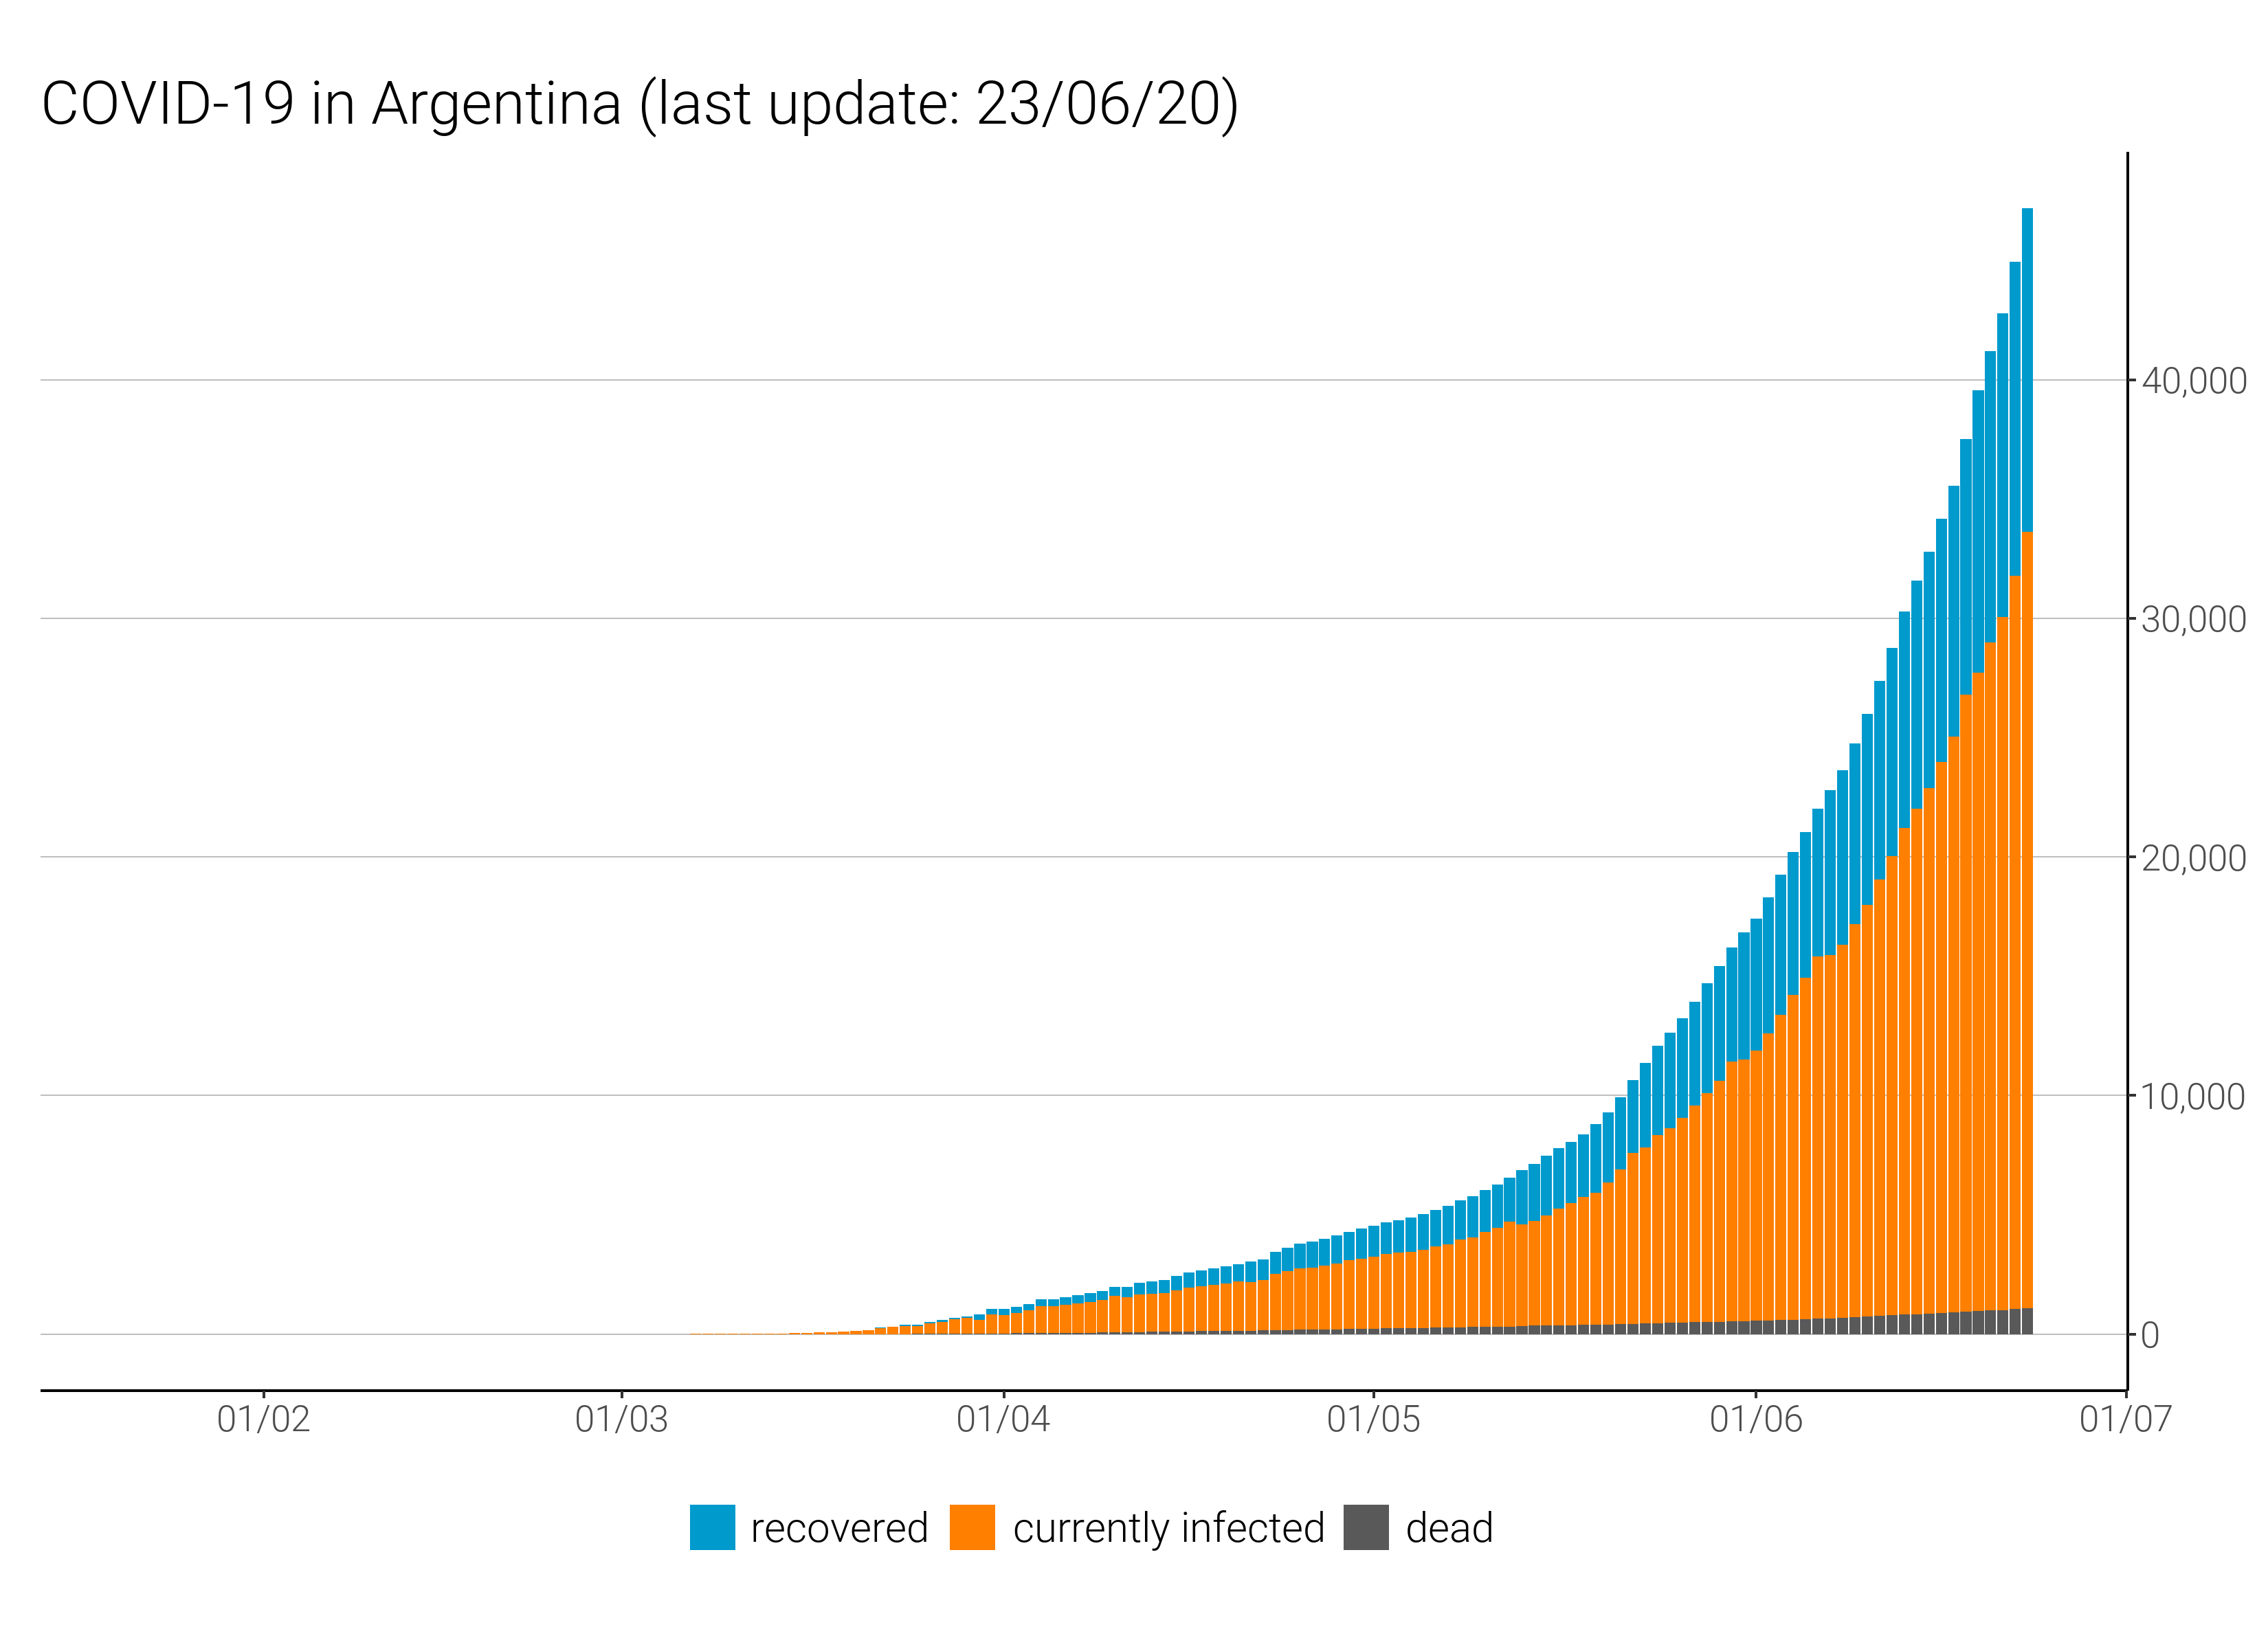 COVID-19 in Argentina (last update: 23/06/20)
40,000
30,000
20,000
10,000
0
01/02 01/03 01/04 01/05 01/06 01/07
recovered currently infected dead